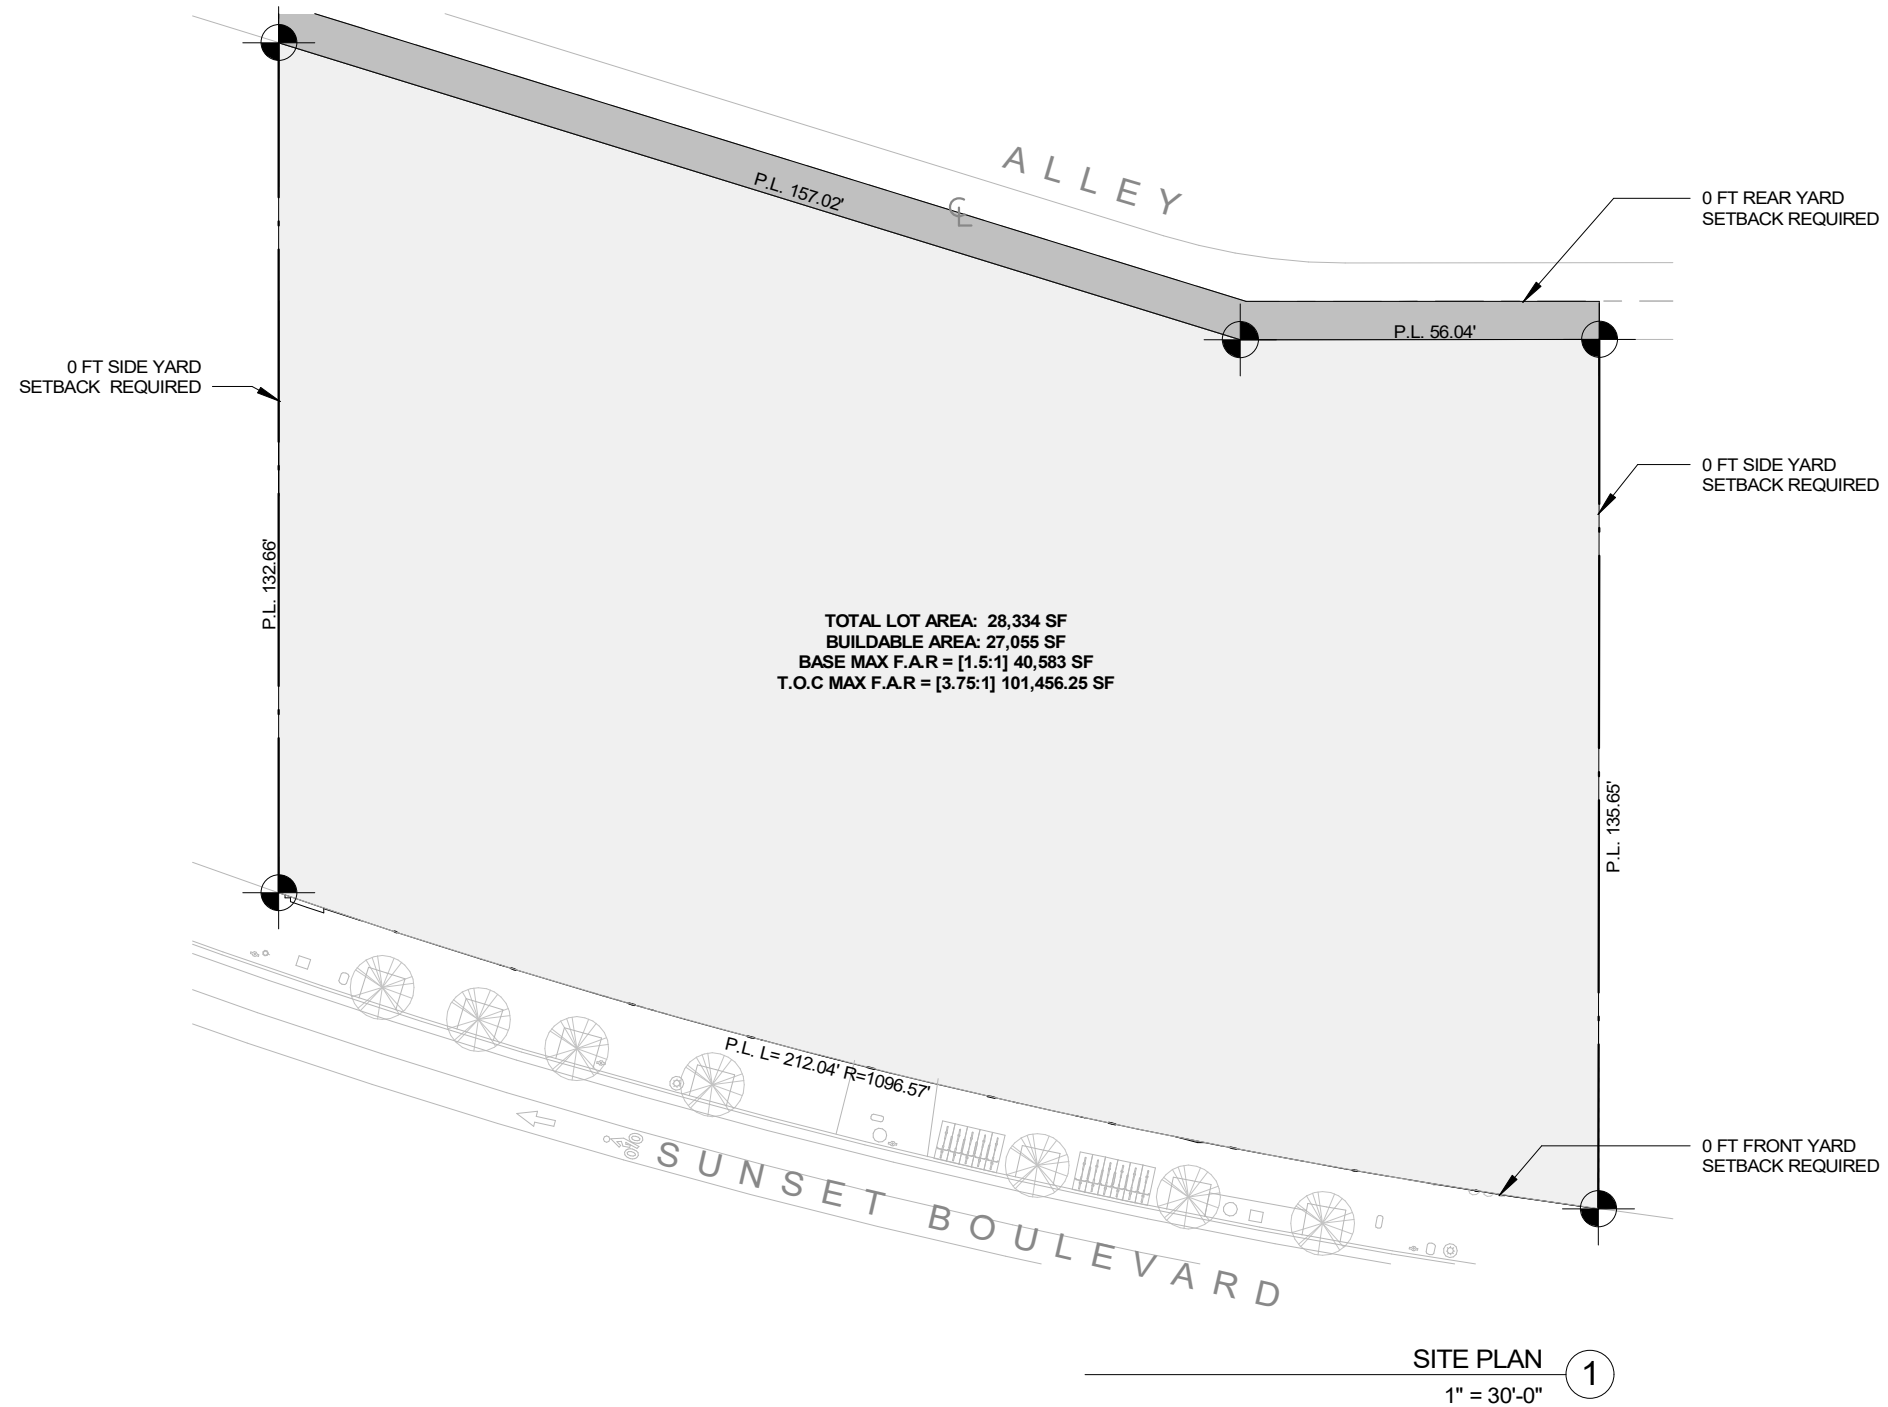 ALLEY
P.L. 157.02'
℄
0 FT REAR YARD
SETBACK REQUIRED
P.L. 56.04'
0 FT SIDE YARD
SETBACK  REQUIRED
0 FT SIDE YARD
SETBACK REQUIRED
P.L. 132.66'
TOTAL LOT AREA:  28,334 SF
BUILDABLE AREA: 27,055 SF
BASE MAX F.A.R = [1.5:1] 40,583 SF
T.O.C MAX F.A.R = [3.75:1] 101,456.25 SF
P.L. 135.65'
P.L. L= 212.04' R=1096.57'
0 FT FRONT YARD
SETBACK REQUIRED
SUNSET BOULEVARD
SITE PLAN
1
1" = 30'-0"